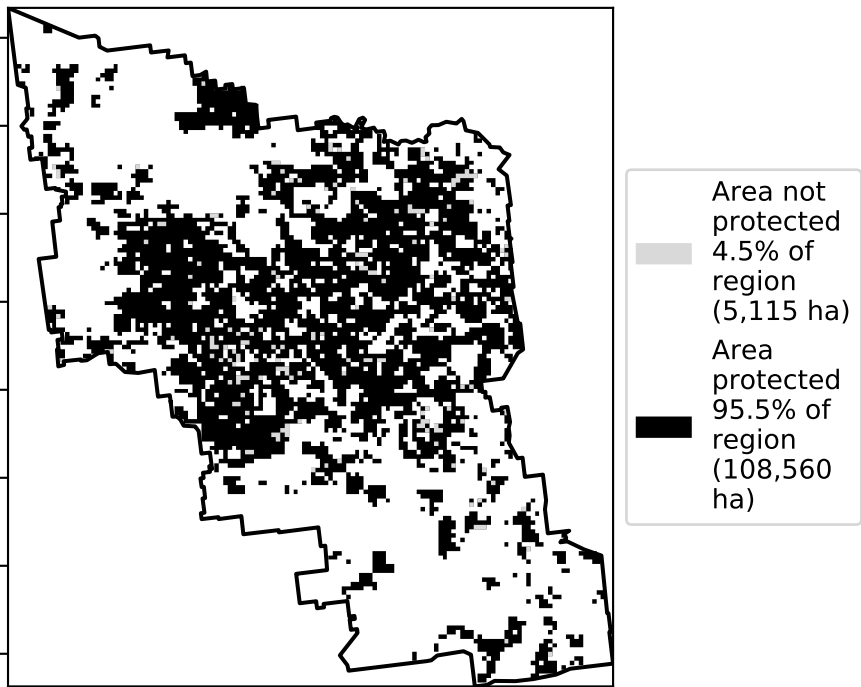 Area not
protected
4.5% of
region
(5,115 ha)
Area
protected
95.5% of
region
(108,560
ha)